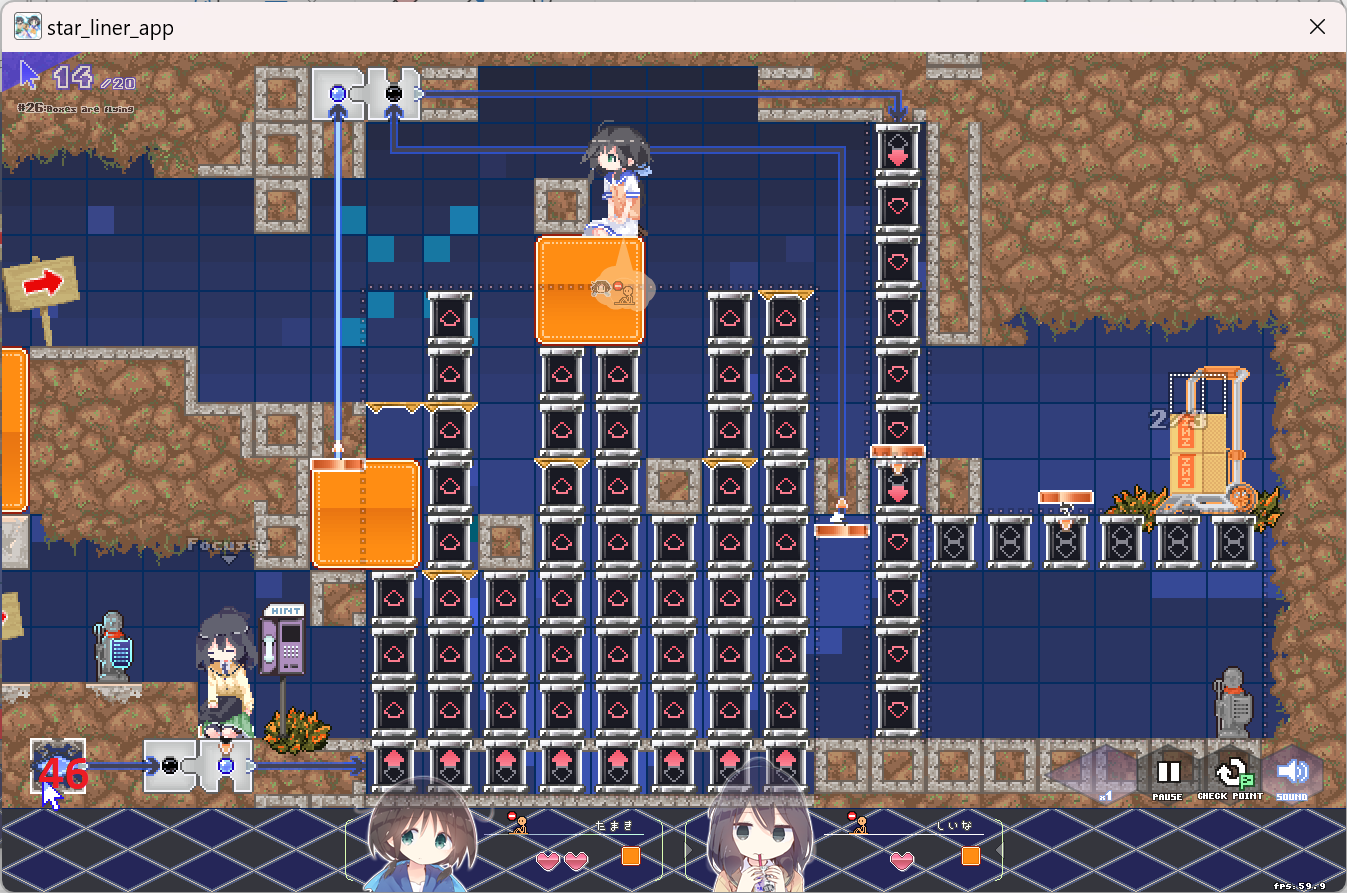 star_liner_app
14 /20
#26:Boxes are flying
2/3
Focused
HINT
46
x1
PAUSE
CHECK POINT
SOUND
たまき
しいな
fps:59.9